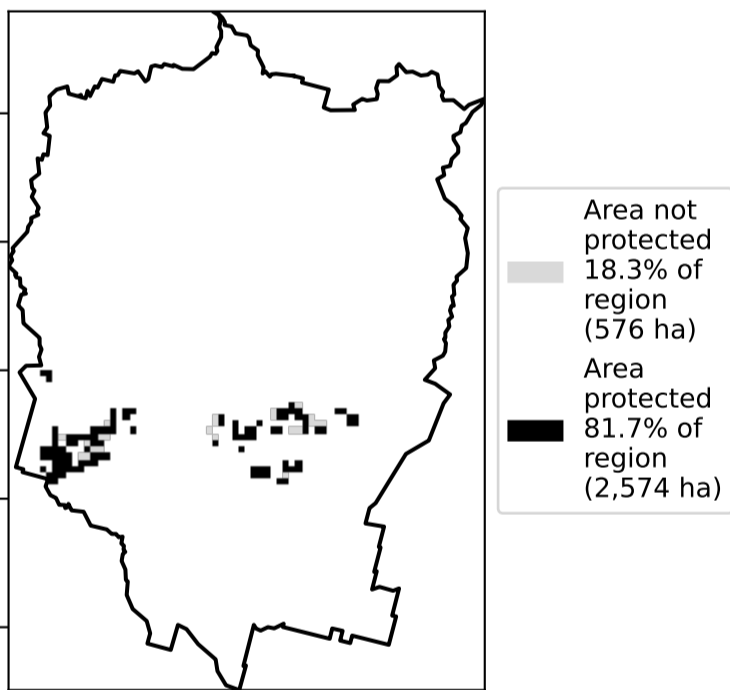 Area not
protected
18.3% of
region
(576 ha)
Area
protected
81.7% of
region
(2,574 ha)